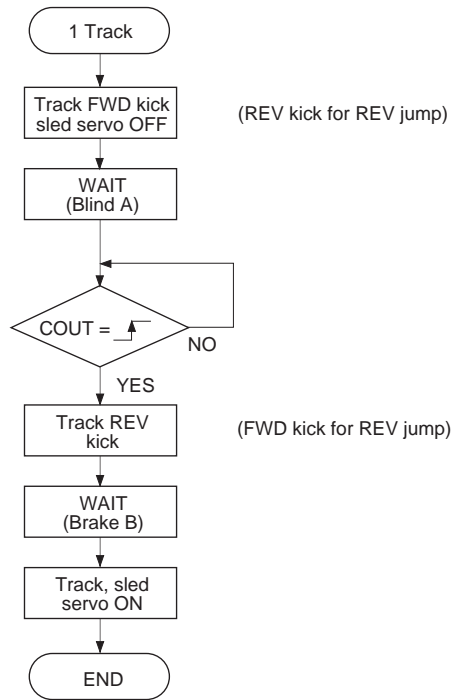 1 Track
Track FWD kick
sled servo OFF
(REV kick for REV jump)
WAIT
(Blind A)
COUT =
NO
YES
Track REV
kick
(FWD kick for REV jump)
WAIT
(Brake B)
Track, sled
servo ON
END